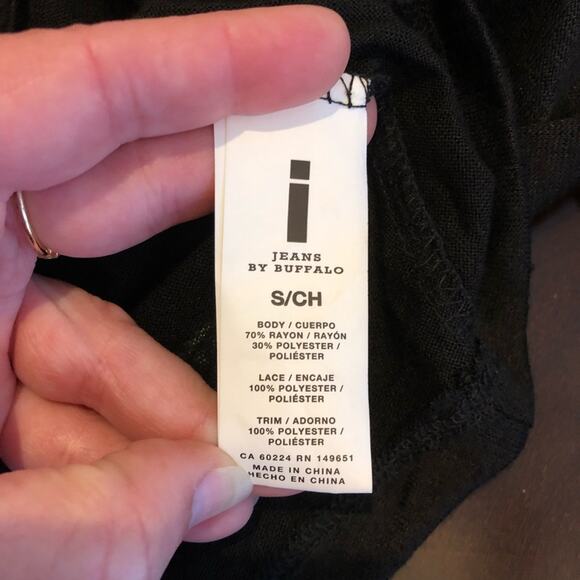 i
JEANS
BY BUFFALO
S/CH
BODY / CUERPO
70% RAYON / RAYÓN
30% POLYESTER /
POLIÉSTER
LACE / ENCAJE
100% POLYESTER /
POLIÉSTER
TRIM / ADORNO
100% POLYESTER /
POLIÉSTER
CA 60224 RN 149651
MADE IN CHINA
HECHO EN CHINA